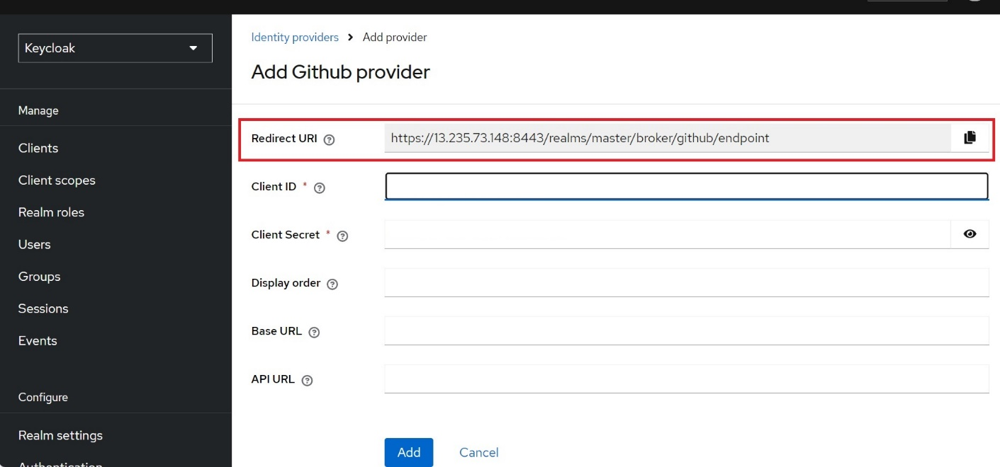 Keycloak
Manage
Clients
Client scopes
Realm roles
Users
Groups
Sessions
Events
Configure
Realm settings
Authentication
Identity providers > Add provider
Add Github provider
Redirect URI
https://13.235.73.148:8443/realms/master/broker/github/endpoint
Client ID *
Client Secret *
Display order
Base URL
API URL
Add Cancel